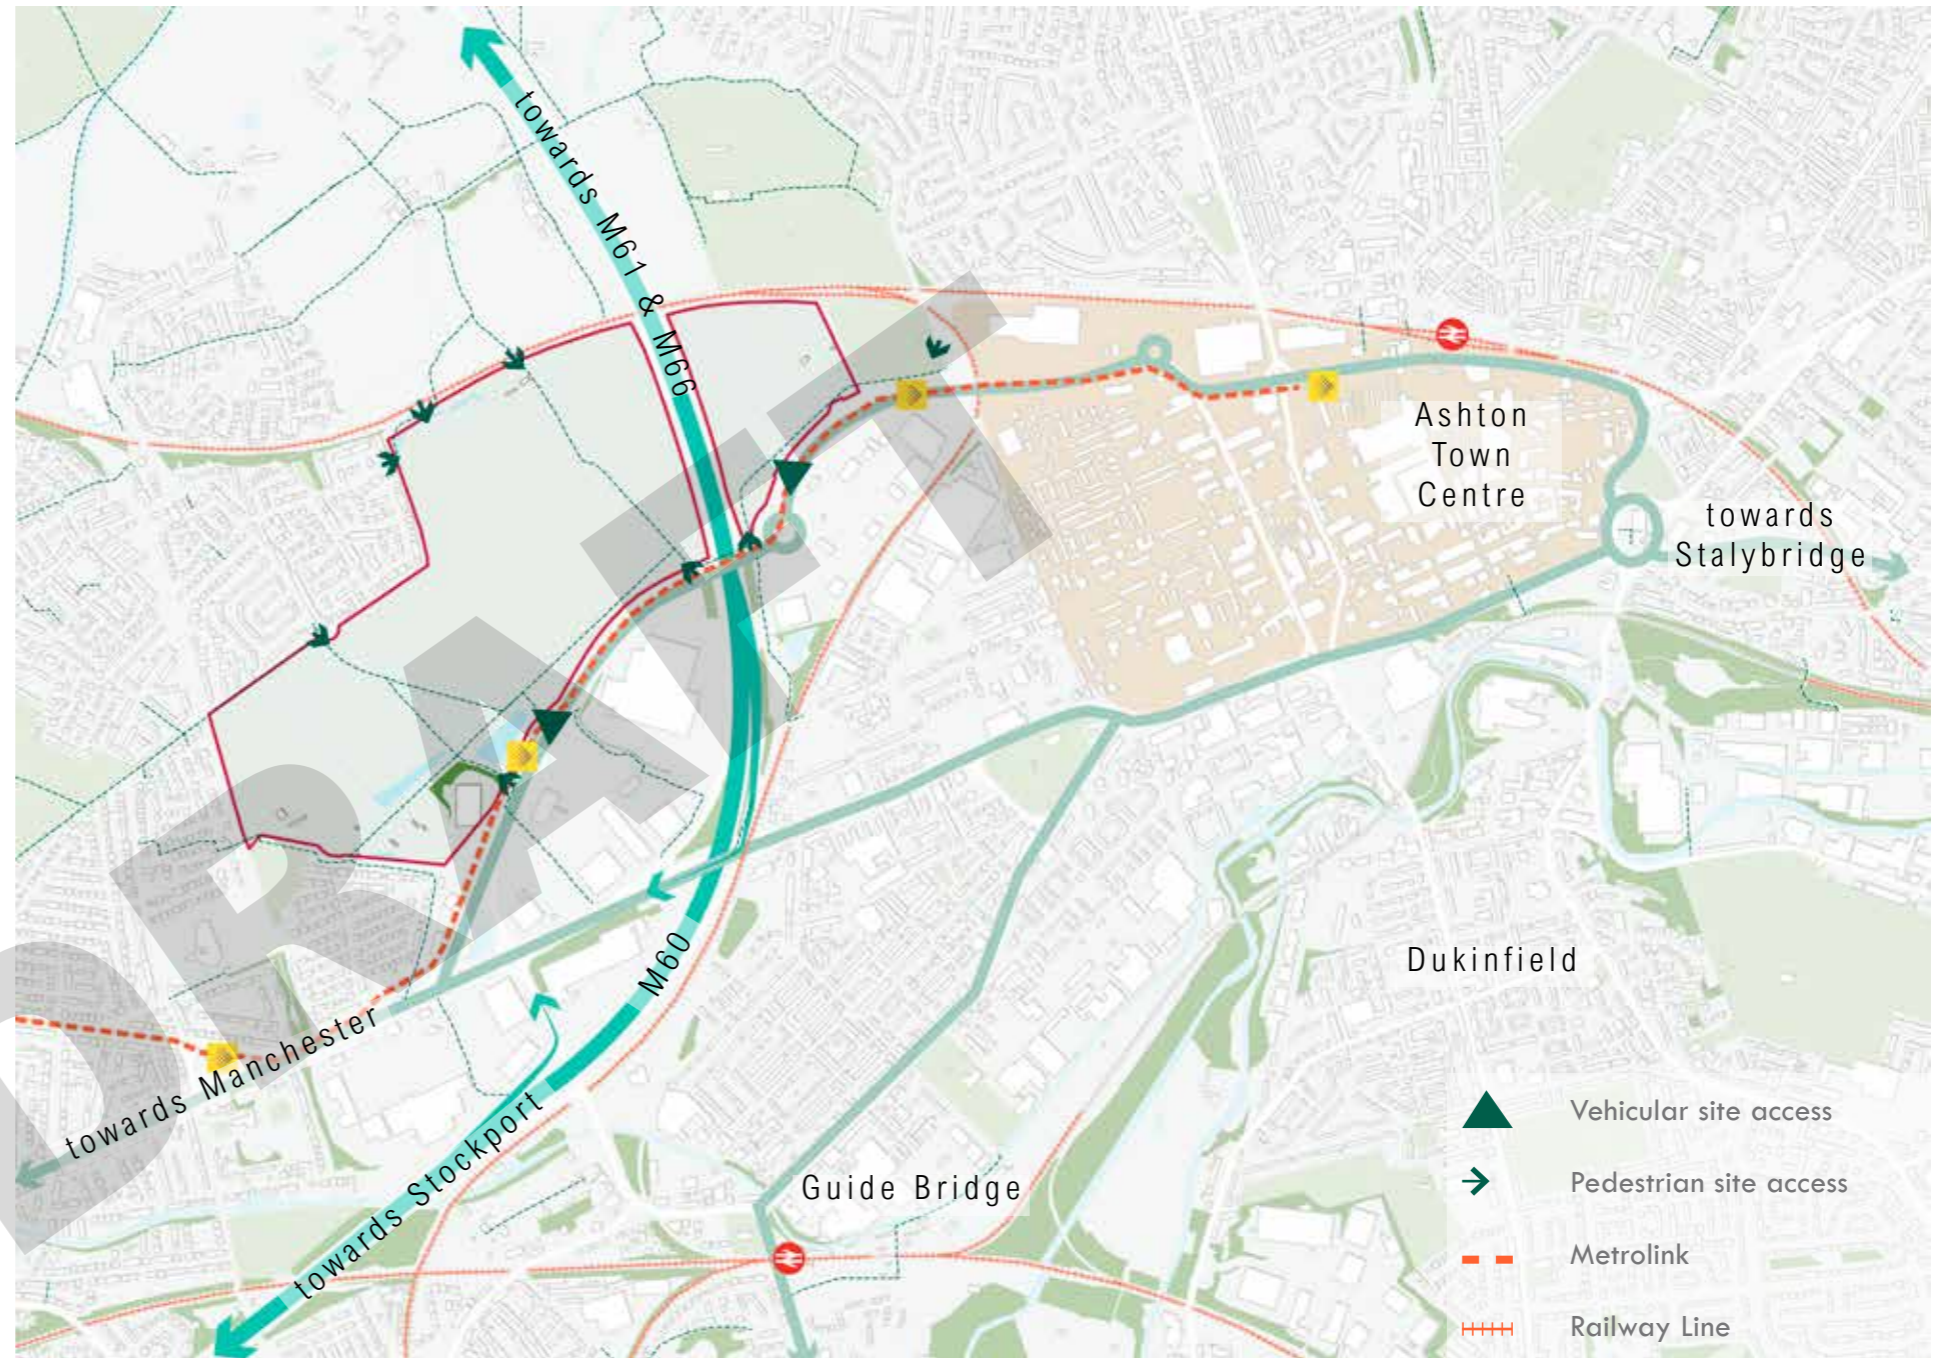 towards M61 & M66
Ashton
Town
Centre
towards
Stalybridge
DRAFT
M60
Dukinfield
towards Manchester
towards Stockport
Guide Bridge
Vehicular site access
Pedestrian site access
Metrolink
Railway Line